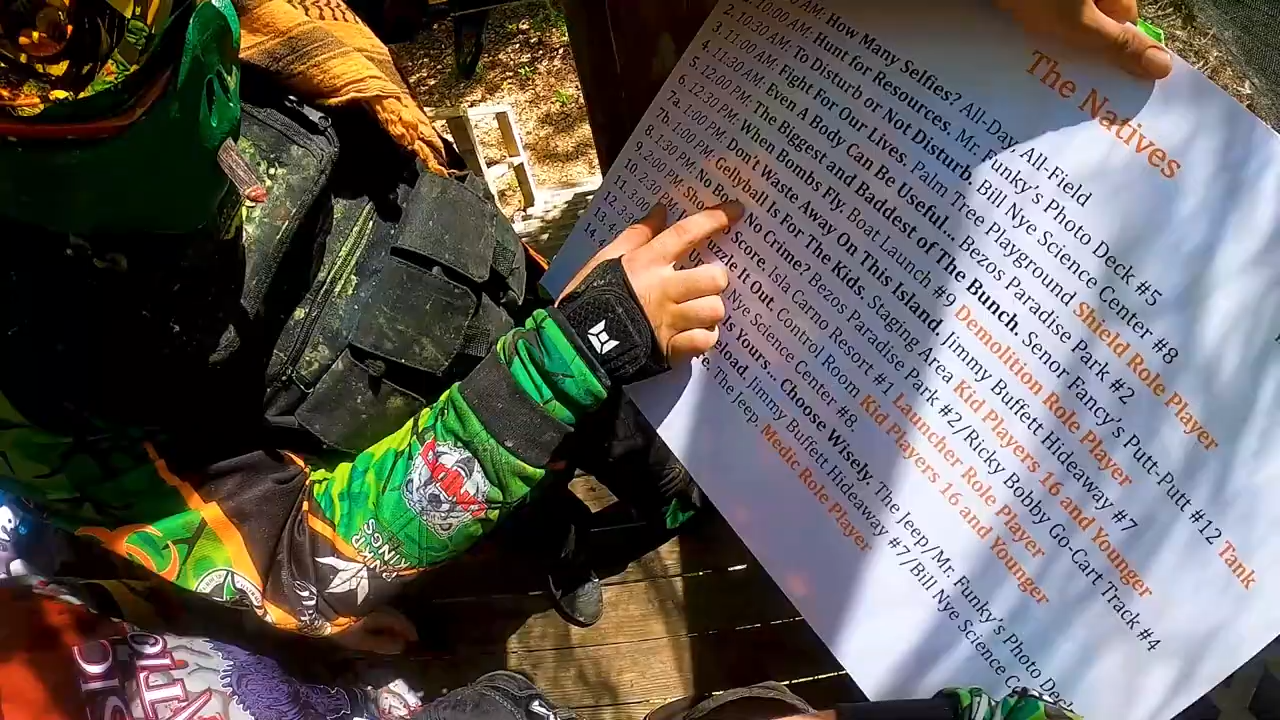 The Natives
AM: How Many Selfies? All-Day All-Field
1. 10:00 AM: Hunt for Resources. Mr. Funky's Photo Deck #5
2. 10:30 AM: To Disturb or Not Disturb. Bill Nye Science Center #8
3. 11:00 AM: Fight For Our Lives. Palm Tree Playground Shield Role Player
4. 11:30 AM: Even A Body Can Be Useful... Bezos Paradise Park #2
5. 12:00 PM: The Biggest and Baddest of The Bunch. Senor Fancy's Putt-Putt #12 Tank
6. 12:30 PM: When Bombs Fly. Boat Launch #9 Demolition Role Player
7a. 1:00 PM: Don't Waste Away On This Island. Jimmy Buffett Hideaway #7
7b. 1:00 PM: Gellyball Is For The Kids. Staging Area Kid Players 16 and Younger
8. 1:30 PM: No No Crime? Bezos Paradise Park #2/Ricky Bobby Go-Cart Track #4
9. 2:00 PM: Score. Isla Carno Resort #1 Launcher Role Player
10. 2:30 PM: It Out. Control Room Kid Players 16 and Younger
11. 3:00 Nye Science Center #8.
12. Is Yours... Choose Wisely. The Jeep/Mr. Funky's Photo Deck
13. Jimmy Buffett Hideaway #7/Bill Nye Science
14. The Jeep. Medic Role Player